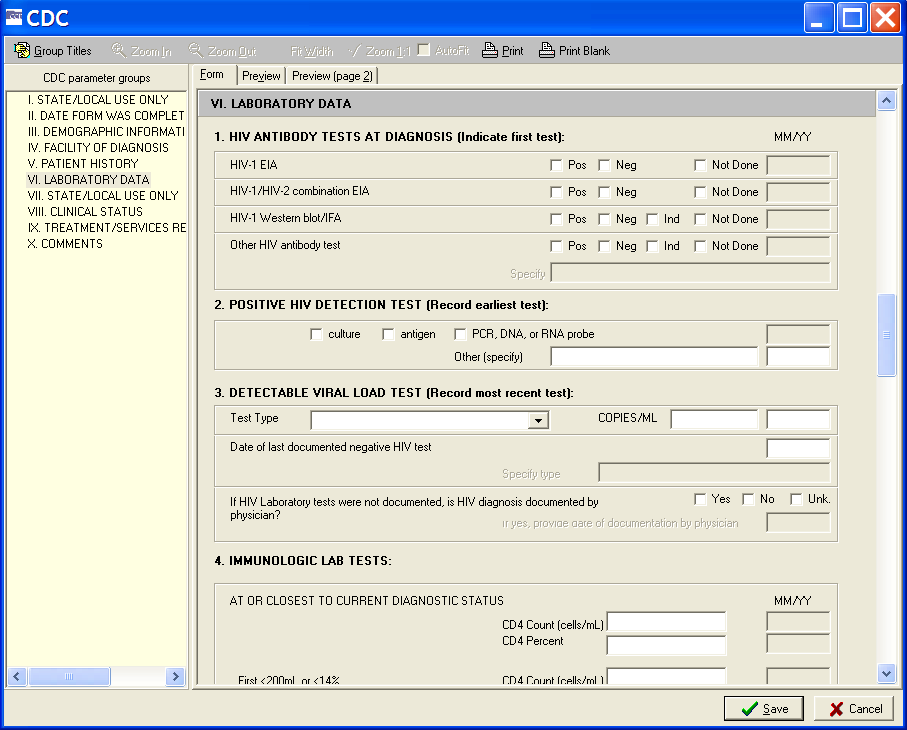 CDC
Group Titles Zoom In Zoom Out Fit Width Zoom 1:1 AutoFit Print Print Blank
CDC parameter groups
I. STATE/LOCAL USE ONLY
II. DATE FORM WAS COMPLET
III. DEMOGRAPHIC INFORMATI
IV. FACILITY OF DIAGNOSIS
V. PATIENT HISTORY
VI. LABORATORY DATA
VII. STATE/LOCAL USE ONLY
VIII. CLINICAL STATUS
IX. TREATMENT/SERVICES RE
X. COMMENTS
Form Preview Preview (page 2)
VI. LABORATORY DATA
1. HIV ANTIBODY TESTS AT DIAGNOSIS (Indicate first test): MM/YY
HIV-1 EIA Pos Neg Not Done
HIV-1/HIV-2 combination EIA Pos Neg Not Done
HIV-1 Western blot/IFA Pos Neg Ind Not Done
Other HIV antibody test Pos Neg Ind Not Done
Specify
2. POSITIVE HIV DETECTION TEST (Record earliest test):
culture antigen PCR, DNA, or RNA probe
Other (specify)
3. DETECTABLE VIRAL LOAD TEST (Record most recent test):
Test Type COPIES/ML
Date of last documented negative HIV test
Specify type
If HIV Laboratory tests were not documented, is HIV diagnosis documented by Yes No Unk.
physician?
If yes, provide date of documentation by physician
4. IMMUNOLOGIC LAB TESTS:
AT OR CLOSEST TO CURRENT DIAGNOSTIC STATUS MM/YY
CD4 Count (cells/mL)
CD4 Percent
First <200mL or <14% CD4 Count (cells/mL)
Save Cancel